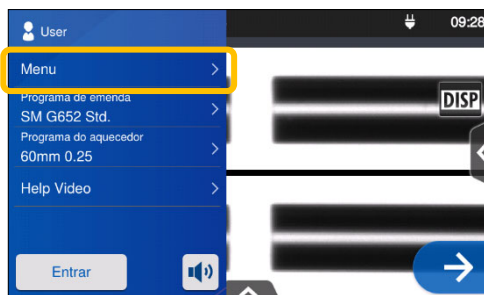 User
09:28
Menu
Programa de emenda
SM G652 Std.
DISP
Programa do aquecedor
60mm 0.25
Help Video
Entrar